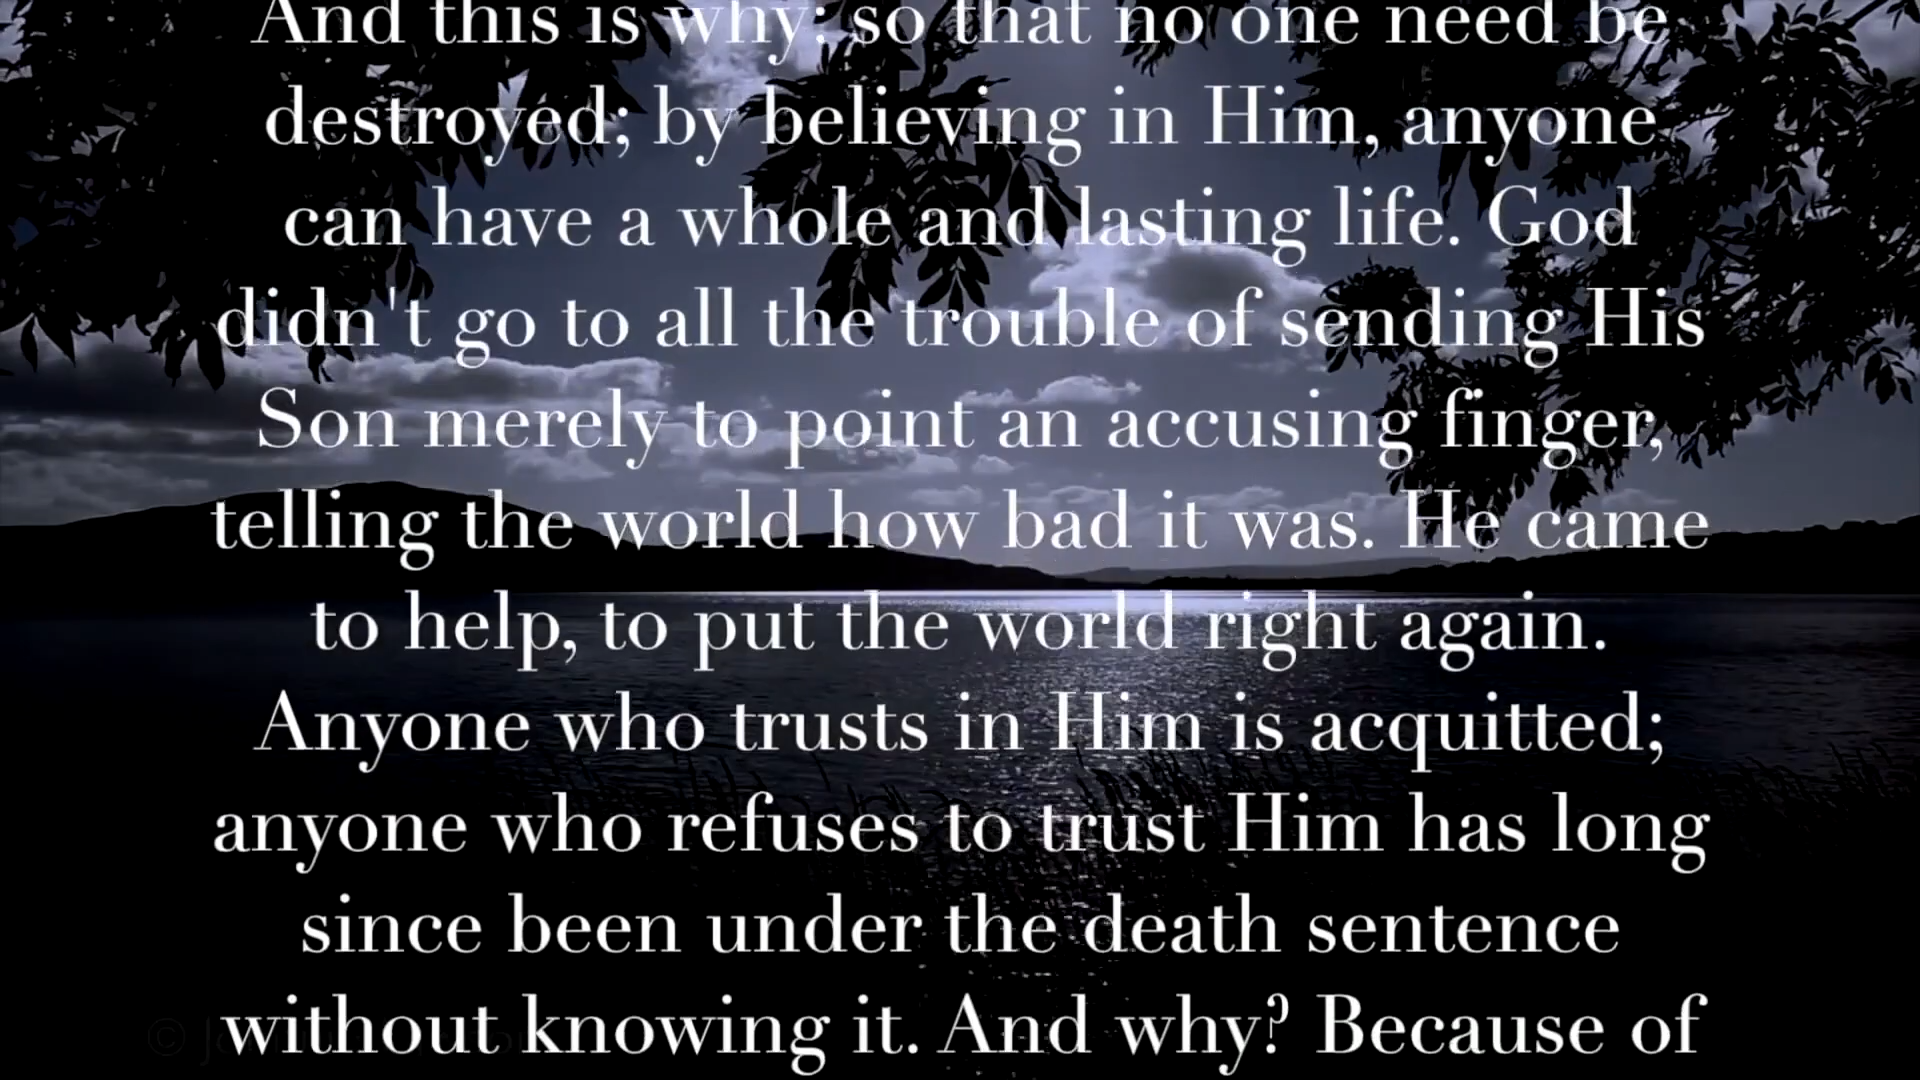 And this is why: so that no one need be
destroyed; by believing in Him, anyone
can have a whole and lasting life. God
didn't go to all the trouble of sending His
Son merely to point an accusing finger,
telling the world how bad it was. He came
to help, to put the world right again.
Anyone who trusts in Him is acquitted;
anyone who refuses to trust Him has long
since been under the death sentence
without knowing it. And why? Because of